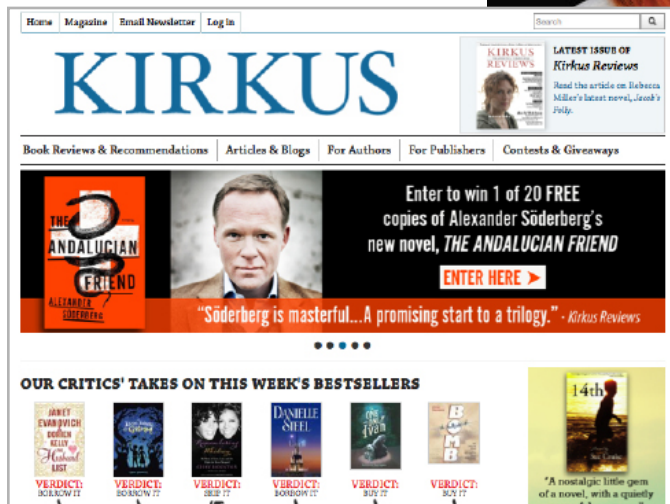 Home Magazine Email Newsletter Log in
Search
KIRKUS
KIRKUS
REVIEWS
LATEST ISSUE OF
Kirkus Reviews
Read the article on Rebecca
Miller's latest novel, Jacob's
Folly.
Book Reviews & Recommendations Articles & Blogs For Authors For Publishers Contests & Giveaways
THE
ANDALUCIAN
FRIEND
ALEXANDER
SÖDERBERG
Enter to win 1 of 20 FREE
copies of Alexander Söderberg's
new novel, THE ANDALUCIAN FRIEND
ENTER HERE
"Söderberg is masterful...A promising start to a trilogy." - Kirkus Reviews
OUR CRITICS' TAKES ON THIS WEEK'S BESTSELLERS
JANET
EVANOVICH
DORIEN
KELLY
Husband
LIST
DANIELLE
STEEL
Ivan
BOMB
VERDICT: VERDICT: VERDICT: VERDICT: VERDICT: VERDICT:
BORROW IT BORROW IT SKIP IT BORROW IT BUY IT BUY IT
14th
"A nostalgic little gem
of a novel, with a quietly